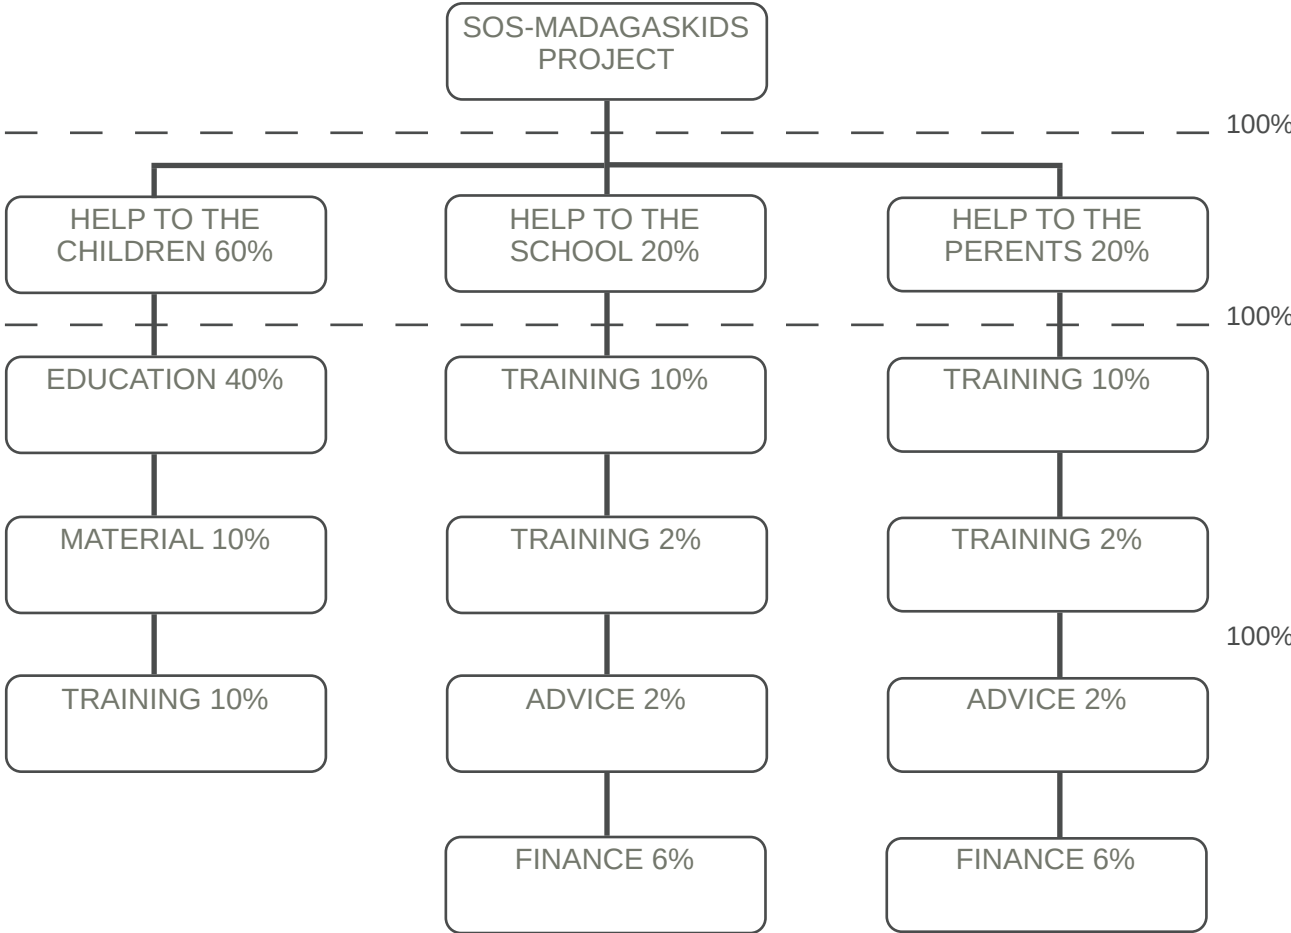 SOS-MADAGASKIDS
PROJECT
100%
HELP TO THE
CHILDREN 60%
HELP TO THE
SCHOOL 20%
HELP TO THE
PERENTS 20%
100%
EDUCATION 40%
TRAINING 10%
TRAINING 10%
MATERIAL 10%
TRAINING 2%
TRAINING 2%
100%
TRAINING 10%
ADVICE 2%
ADVICE 2%
FINANCE 6%
FINANCE 6%